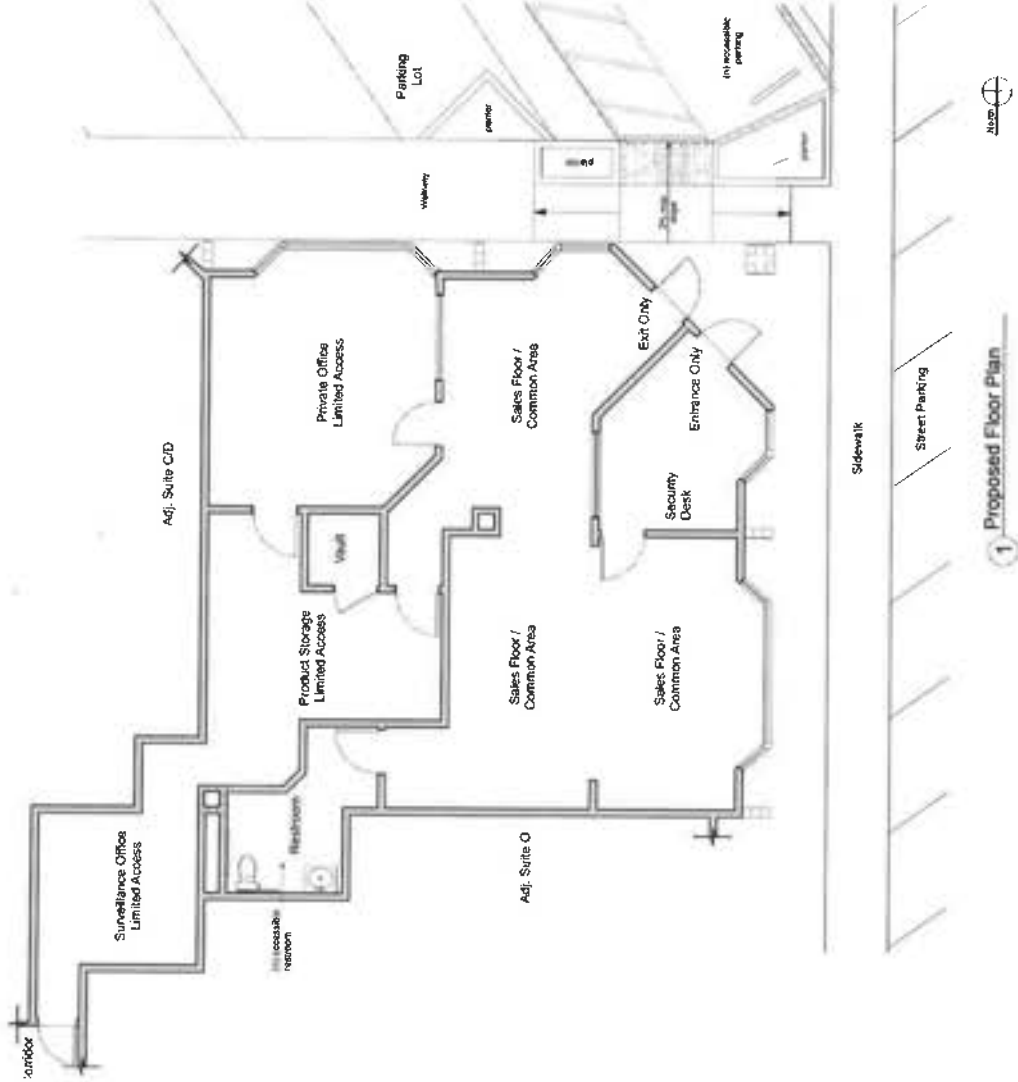 Parking
Lot
(n) accessible
parking
planter
planter
Walkway
North
Adj. Suite C/D
Private Office
Limited Access
Sales Floor /
Common Area
Exit Only
Entrance Only
Security
Desk
Vault
Product Storage
Limited Access
Sales Floor /
Common Area
Sales Floor /
Common Area
Sidewalk
Street Parking
Surveillance Office
Limited Access
Restroom
restroom
Adj. Suite O
1 Proposed Floor Plan